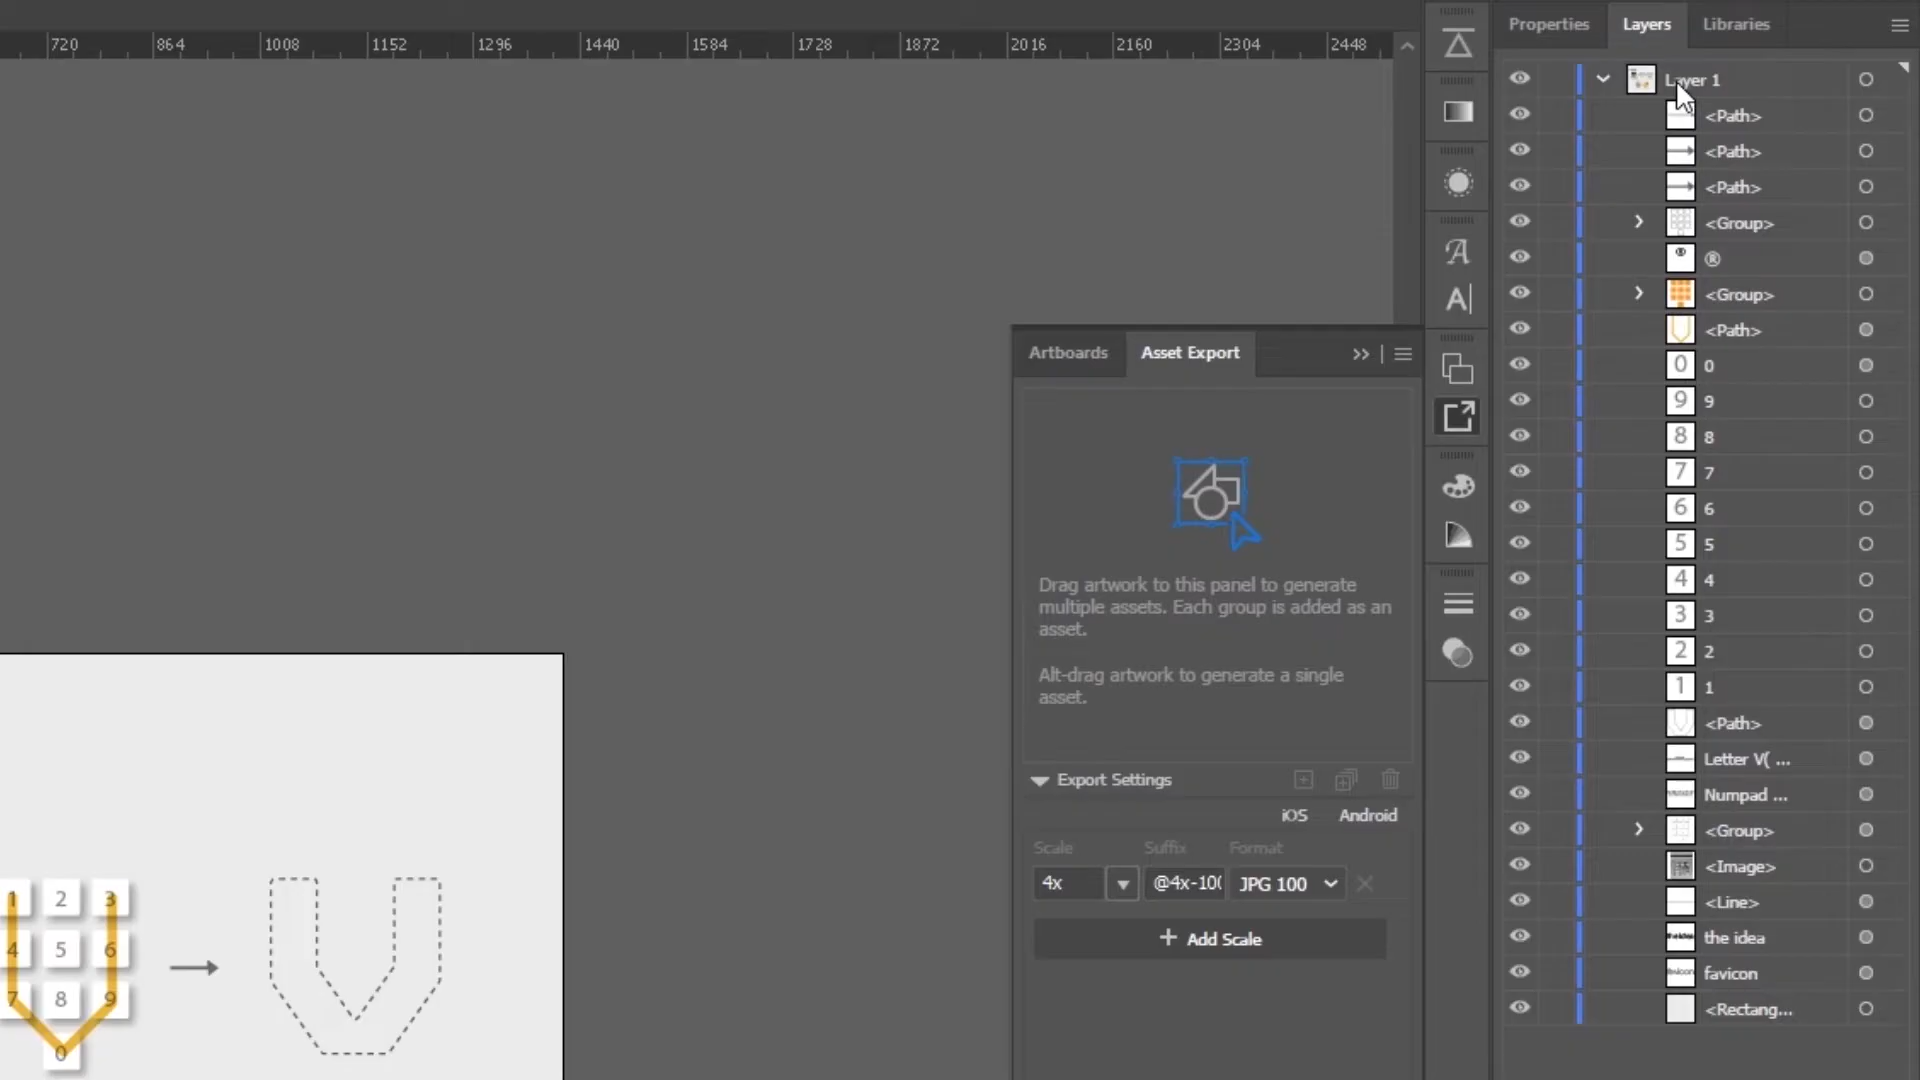 720 864 1008 1152 1296 1440 1584 1728 1872 2016 2160 2304 2448
Properties Layers Libraries
Layer 1
<Path>
<Path>
<Path>
<Group>
®
<Group>
<Path>
0 0
9 9
8 8
7 7
6 6
5 5
4 4
3 3
2 2
1 1
<Path>
Letter V( ...
Numpad ...
<Group>
<Image>
<Line>
the idea
favicon
<Rectang...
A
A
Artboards Asset Export
Drag artwork to this panel to generate
multiple assets. Each group is added as an
asset.
Alt-drag artwork to generate a single
asset.
Export Settings
iOS Android
Scale Suffix Format
4x @4x-10( JPG 100
+ Add Scale
1 2 3
4 5 6
7 8 9
0